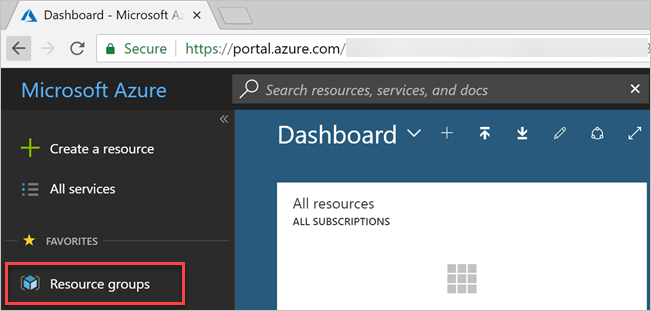 Dashboard - Microsoft Az
Secure https://portal.azure.com/
Microsoft Azure
Search resources, services, and docs
Create a resource
All services
FAVORITES
Resource groups
Dashboard
All resources
ALL SUBSCRIPTIONS